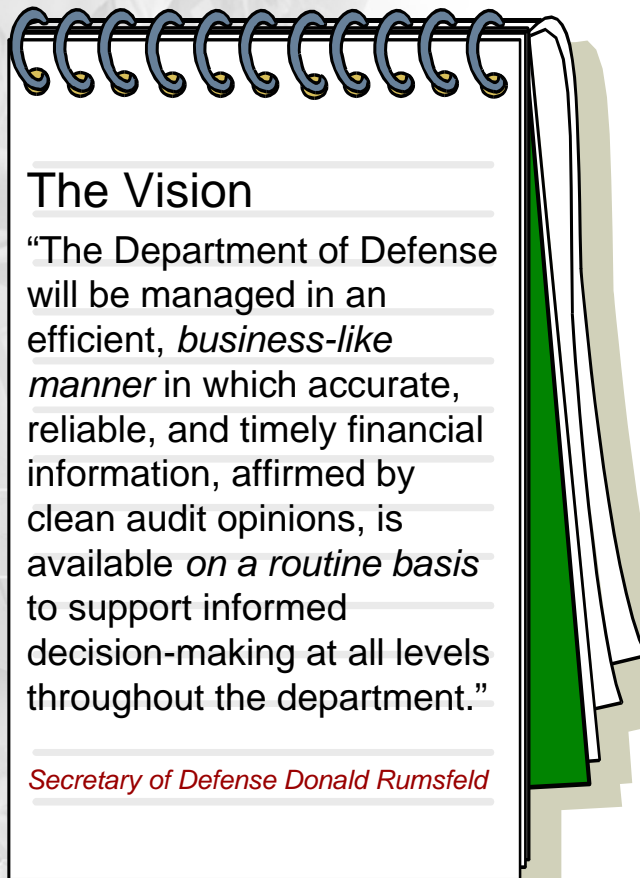 The Vision
“The Department of Defense
will be managed in an
efficient, business-like
manner in which accurate,
reliable, and timely financial
information, affirmed by
clean audit opinions, is
available on a routine basis
to support informed
decision-making at all levels
throughout the department.”
Secretary of Defense Donald Rumsfeld